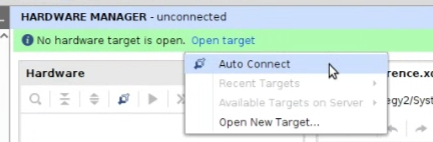 HARDWARE MANAGER - unconnected
No hardware target is open. Open target
Auto Connect
Hardware
Recent Targets
Available Targets on Server
Open New Target...
rence.xd
egy2/Syst